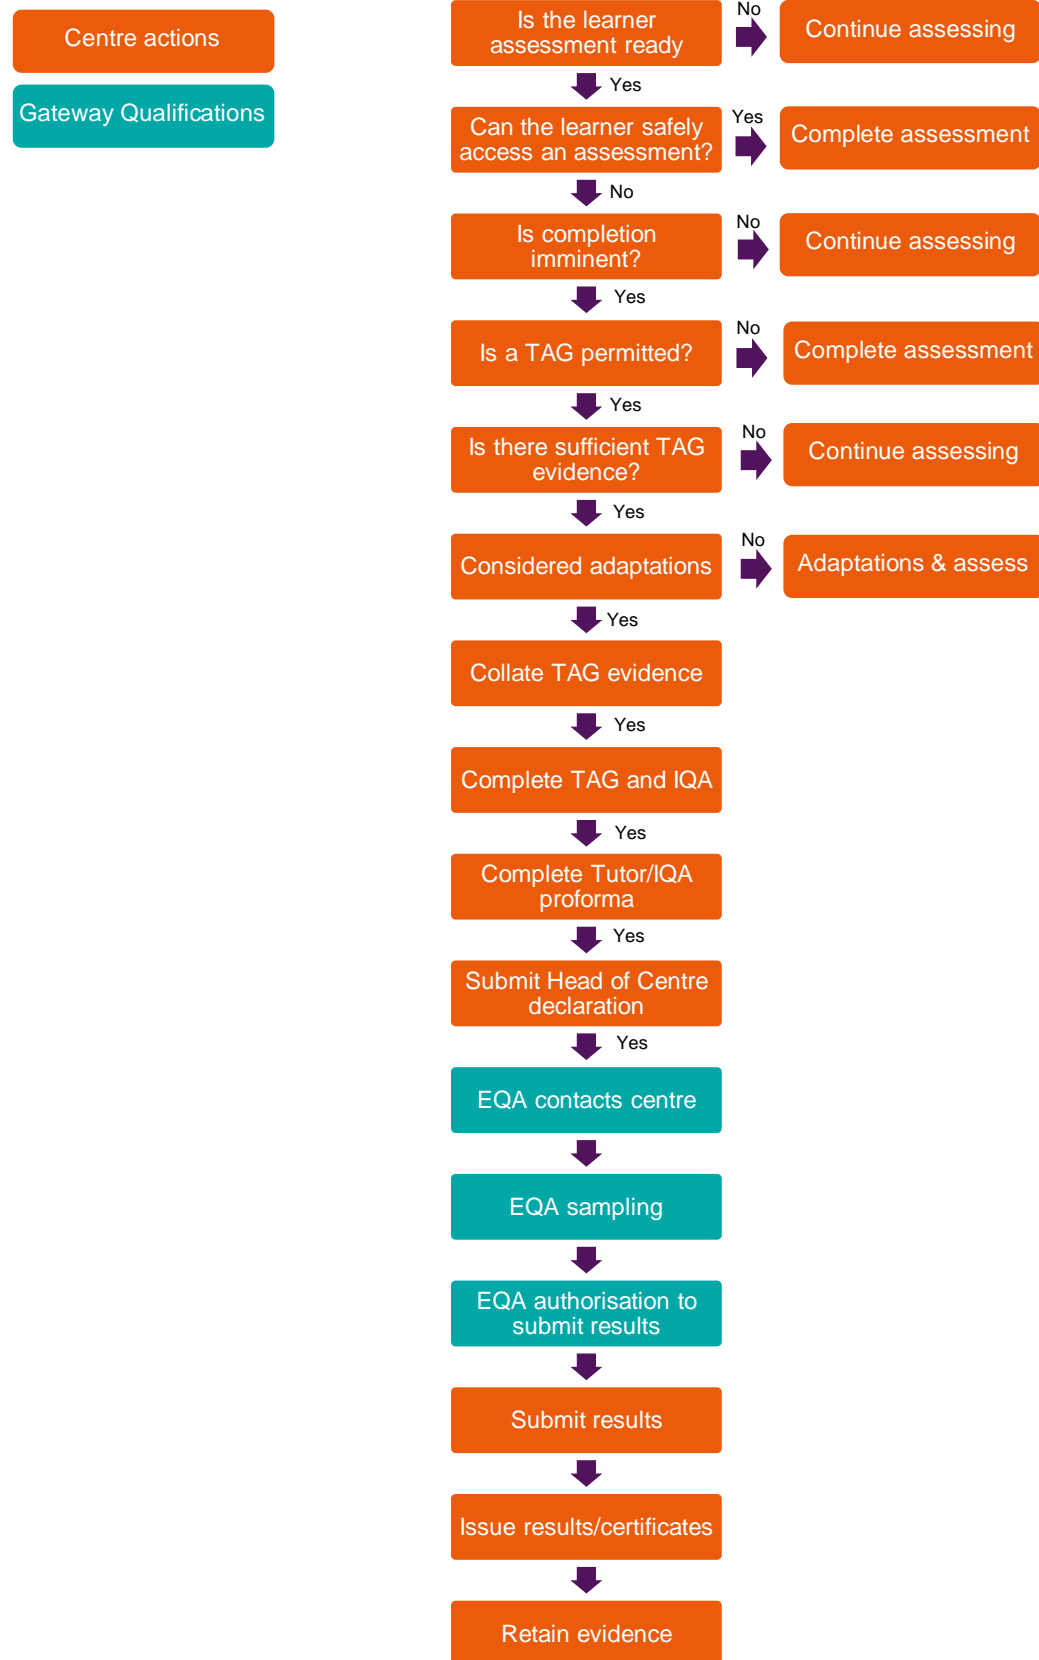 Centre actions
Gateway Qualifications
Is the learner
assessment ready
No
Continue assessing
Yes
Can the learner safely
access an assessment?
Yes
Complete assessment
No
Is completion
imminent?
No
Continue assessing
Yes
Is a TAG permitted?
No
Complete assessment
Yes
Is there sufficient TAG
evidence?
No
Continue assessing
Yes
Considered adaptations
No
Adaptations & assess
Yes
Collate TAG evidence
Yes
Complete TAG and IQA
Yes
Complete Tutor/IQA
proforma
Yes
Submit Head of Centre
declaration
Yes
EQA contacts centre
EQA sampling
EQA authorisation to
submit results
Submit results
Issue results/certificates
Retain evidence